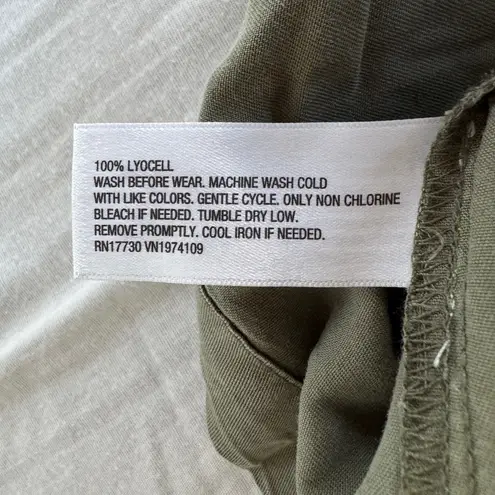 100% LYOCELL
WASH BEFORE WEAR. MACHINE WASH COLD
WITH LIKE COLORS. GENTLE CYCLE. ONLY NON CHLORINE
BLEACH IF NEEDED. TUMBLE DRY LOW.
REMOVE PROMPTLY. COOL IRON IF NEEDED.
RN17730 VN1974109